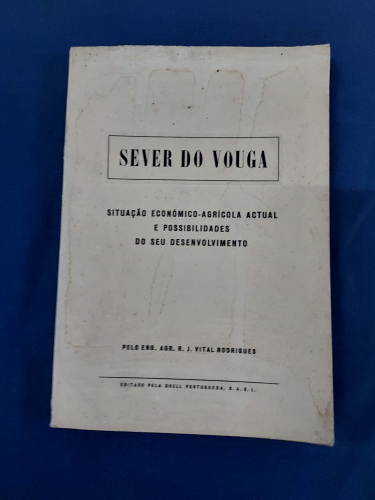 SEVER DO VOUGA
SITUAÇÃO ECONÓMICO-AGRÍCOLA ACTUAL
E POSSIBILIDADES
DO SEU DESENVOLVIMENTO
PELO ENG. AGR. R. J. VITAL RODRIGUES
EDITADO PELA SHELL PORTUGUESA, S. A. R. L.